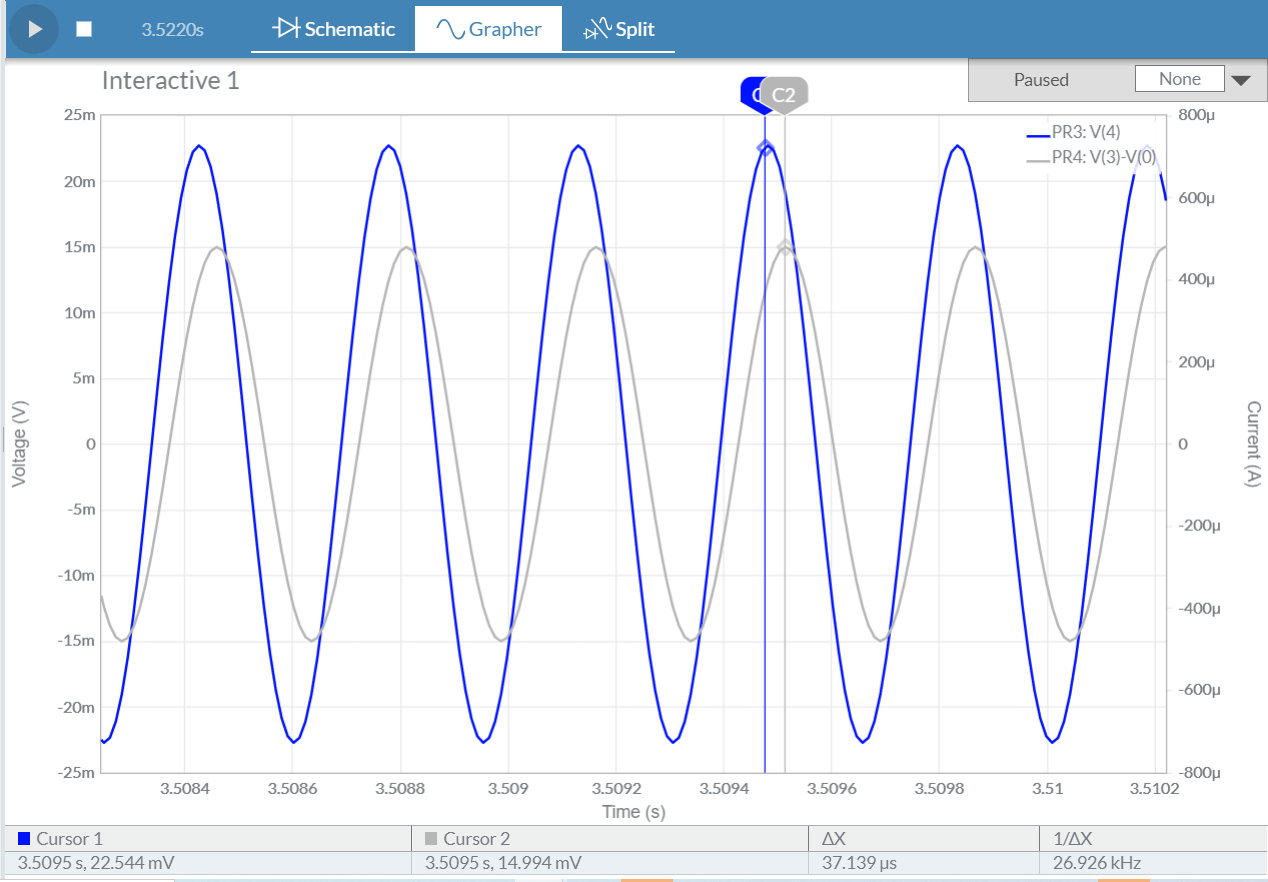 3.5220s Schematic Grapher Split
Interactive 1
Paused None
C2
25m
20m
15m
10m
5m
0
-5m
-10m
-15m
-20m
-25m
Voltage (V)
PR3: V(4)
PR4: V(3)-V(0)
800µ
600µ
400µ
200µ
0
-200µ
-400µ
-600µ
-800µ
Current (A)
3.5084 3.5086 3.5088 3.509 3.5092 3.5094 3.5096 3.5098 3.51 3.5102
Time (s)
Cursor 1 Cursor 2 ΔX 1/ΔX
3.5095 s, 22.544 mV 3.5095 s, 14.994 mV 37.139 µs 26.926 kHz